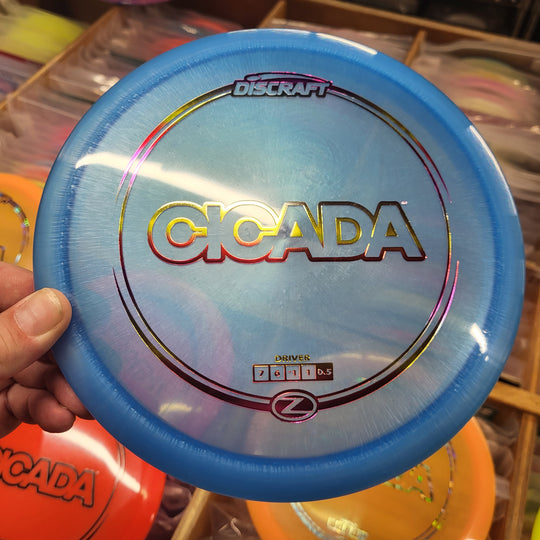 DISCRAFT
CICADA
DRIVER
7 6 -1 1 0.5
Z
CICADA